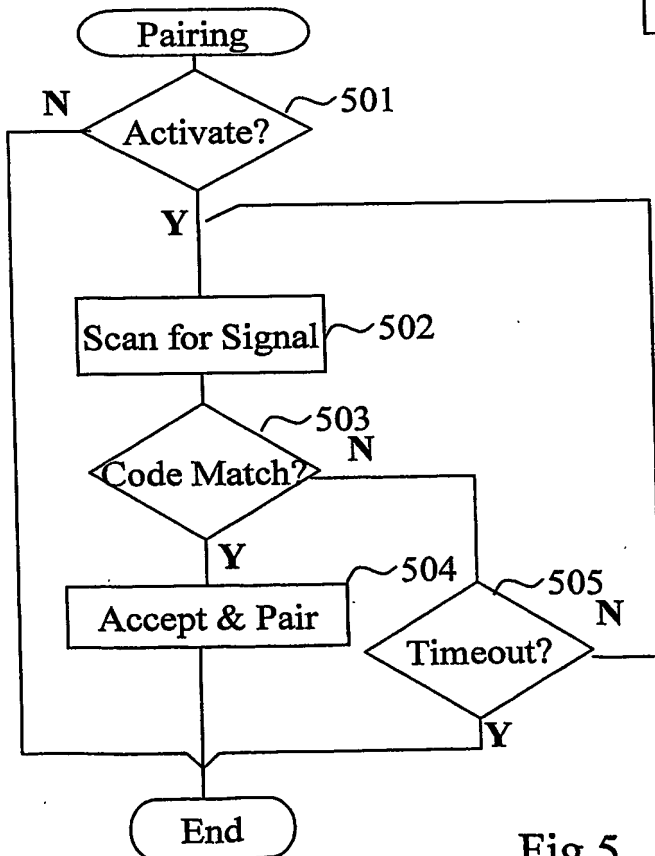 Pairing
N
501
Activate?
Y
Scan for Signal
502
503
N
Code Match?
Y
504
505
N
Accept & Pair
Timeout?
Y
End
Fig 5